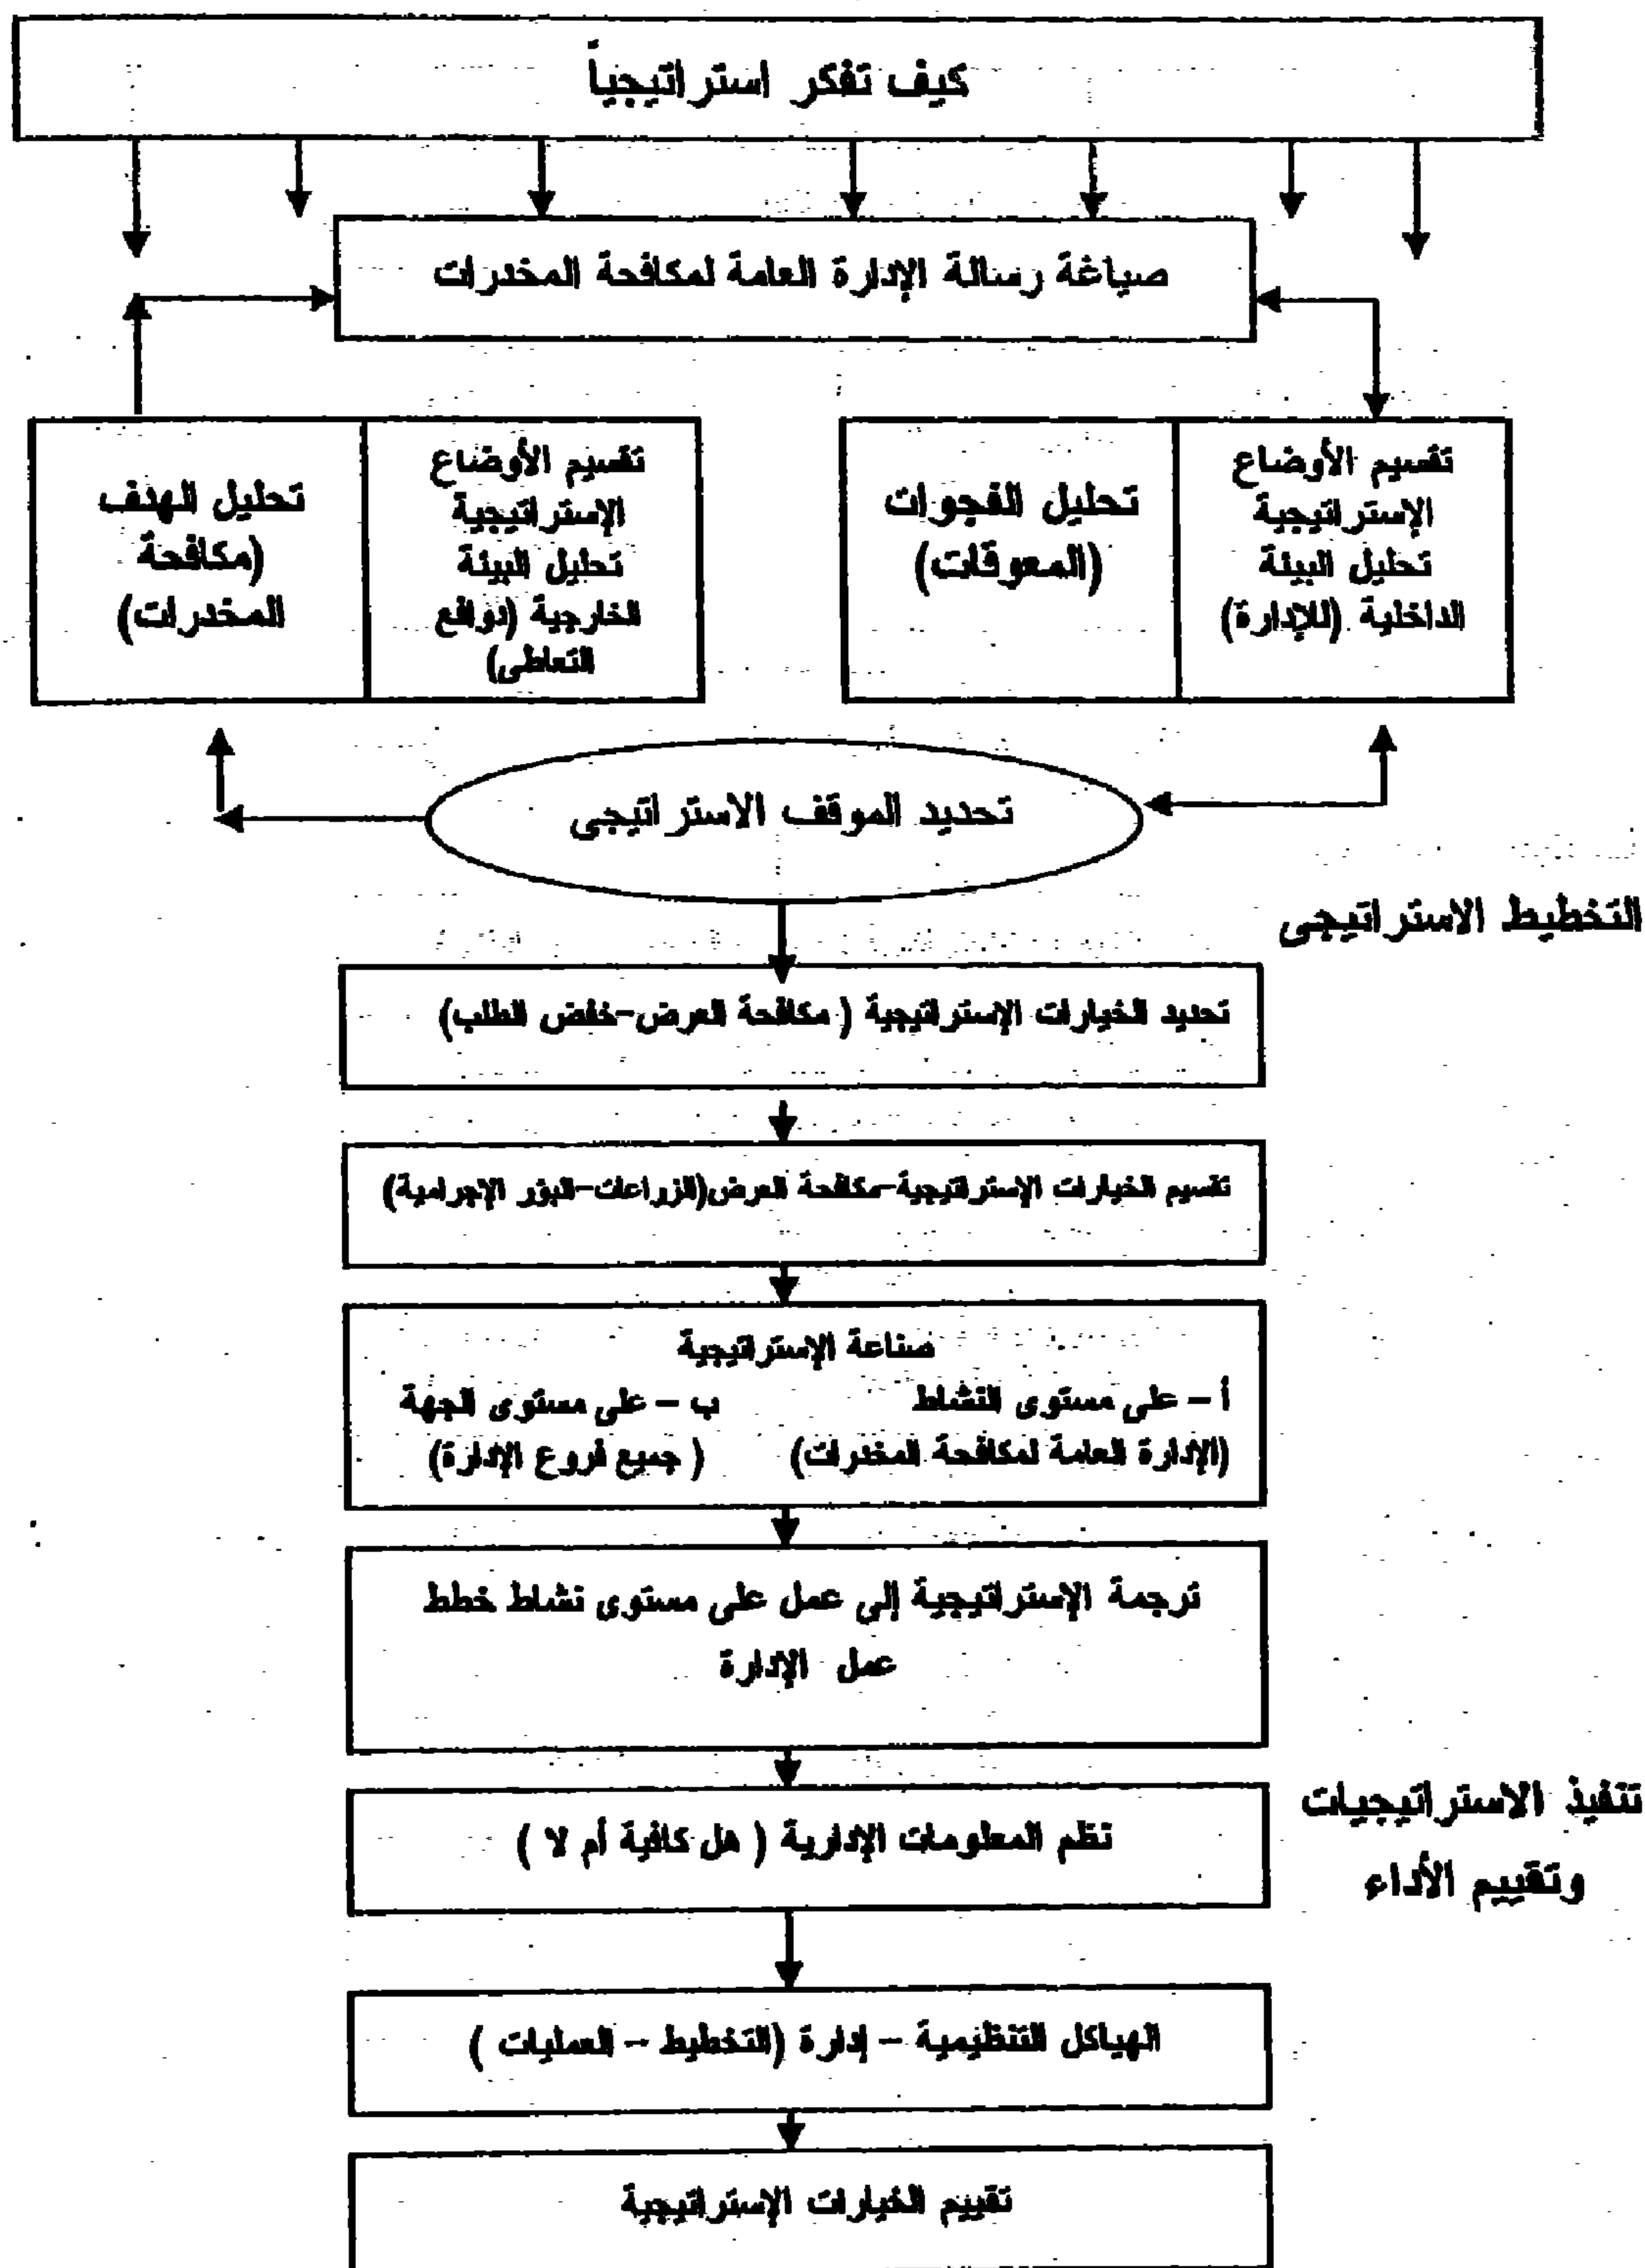 كيف تفكر استراتيجياً
صياغة رسالة الإدارة العامة لمكافحة المخدرات
تقسيم الأوضاع
الإستراتيجية
تحليل البيئة
الداخلية (للإدارة)
تحليل الفجوات
(المعوقات)
تقسيم الأوضاع
الإستراتيجية
تحليل البيئة
الخارجية (دوافع
التعاطى)
تحليل الهدف
(مكافحة
المخدرات)
تحديد الموقف الاستراتيجى
التخطيط الاستراتيجى
تحديد الخيارات الإستراتيجية ( مكافحة العرض-خفض الطلب)
تقسيم الخيارات الإستراتيجية-مكافحة العرض(الزراعات-البؤر الإجرامية)
صناعة الإستراتيجية
أ – على مستوى النشاط ب – على مستوى الجهة
(الإدارة العامة لمكافحة المخدرات) ( جميع فروع الإدارة)
ترجمة الإستراتيجية إلى عمل على مستوى نشاط خطط
عمل الإدارة
تنفيذ الاستراتيجيات
وتقييم الأداء
نظم المعلومات الإدارية ( هل كافية أم لا )
الهياكل التنظيمية – إدارة (التخطيط – العمليات )
تقييم الخيارات الإستراتيجية